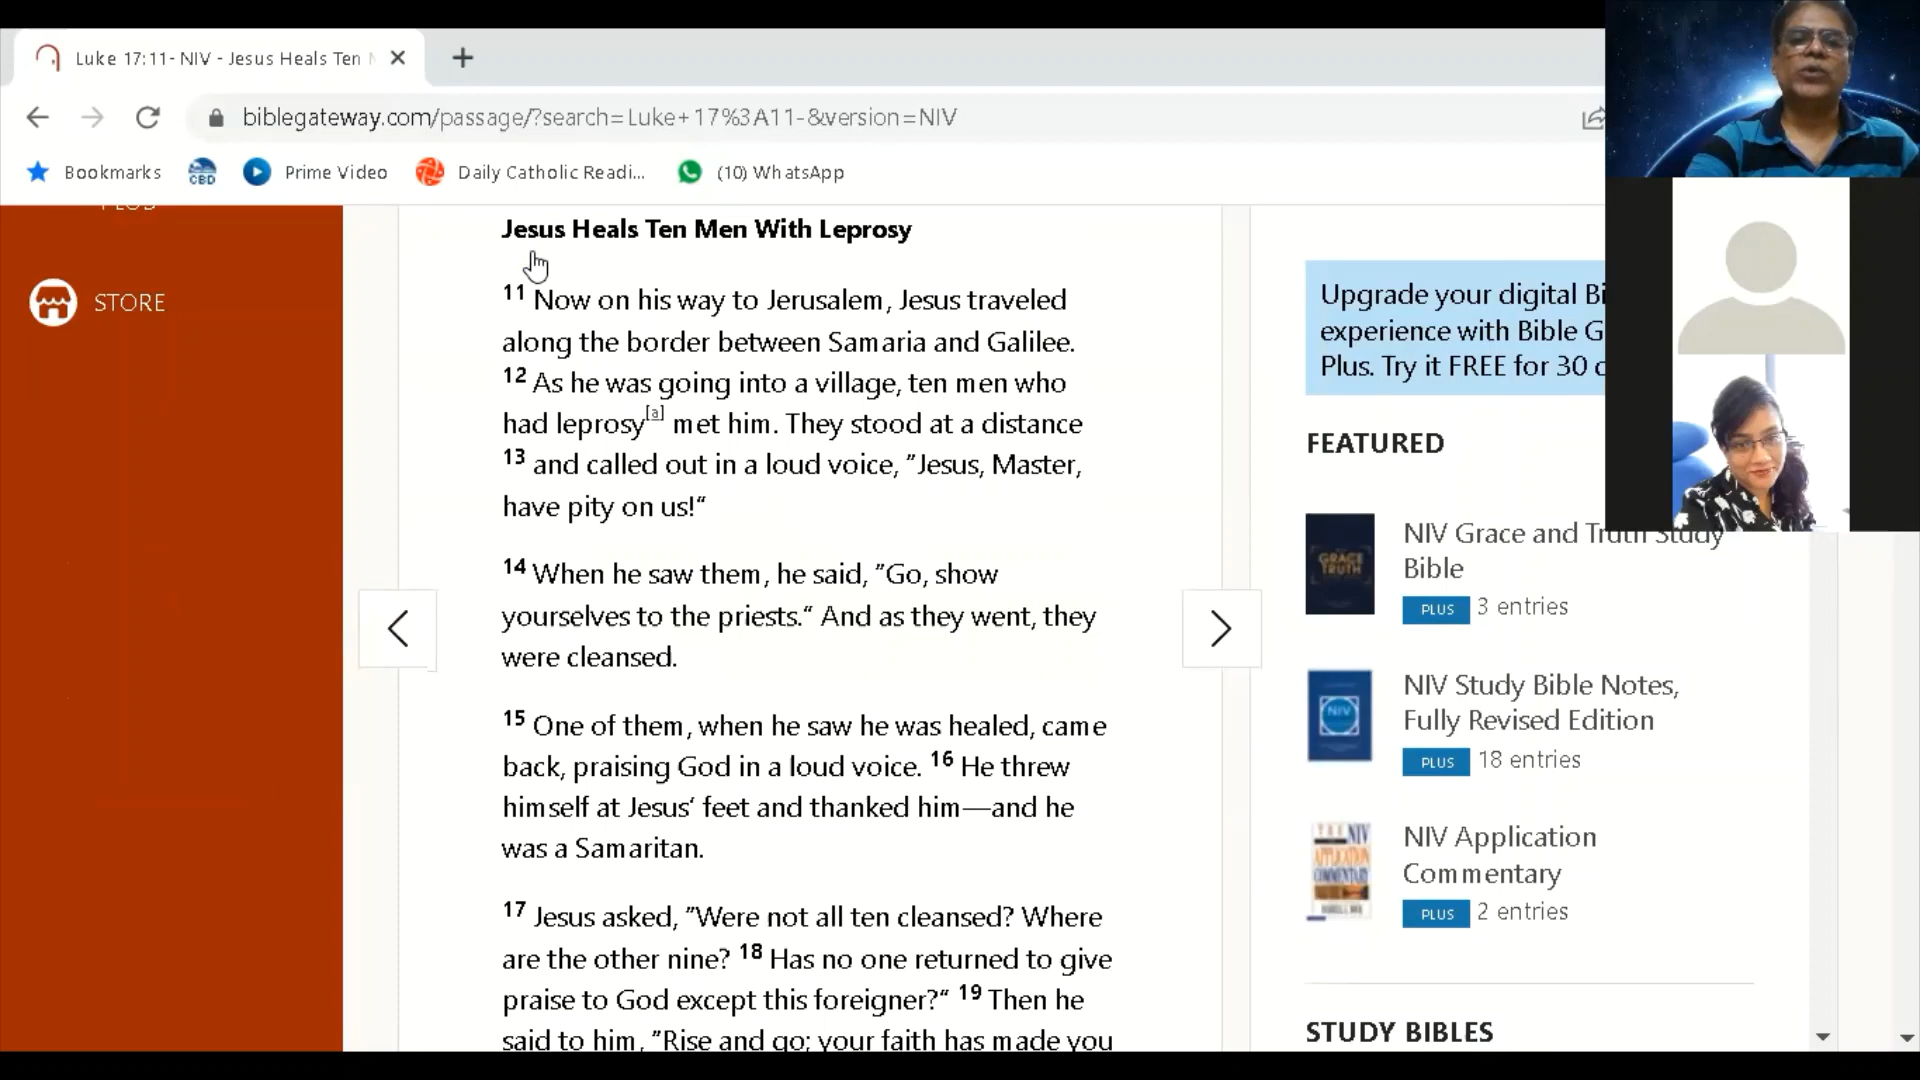 Luke 17:11- NIV - Jesus Heals Ten
biblegateway.com/passage/?search=Luke+17%3A11-&version=NIV
Bookmarks
CBD
Prime Video
Daily Catholic Readi...
(10) WhatsApp
STORE
Jesus Heals Ten Men With Leprosy
11 Now on his way to Jerusalem, Jesus traveled
along the border between Samaria and Galilee.
12 As he was going into a village, ten men who
had leprosy[a] met him. They stood at a distance
13 and called out in a loud voice, "Jesus, Master,
have pity on us!"
14 When he saw them, he said, "Go, show
yourselves to the priests." And as they went, they
were cleansed.
15 One of them, when he saw he was healed, came
back, praising God in a loud voice. 16 He threw
himself at Jesus' feet and thanked him—and he
was a Samaritan.
17 Jesus asked, "Were not all ten cleansed? Where
are the other nine? 18 Has no one returned to give
praise to God except this foreigner?" 19 Then he
said to him, "Rise and go; your faith has made you
Upgrade your digital Bi
experience with Bible G
Plus. Try it FREE for 30
FEATURED
GRACE
TRUTH
NIV Grace and Truth Study
Bible
PLUS 3 entries
NIV
NIV Study Bible Notes,
Fully Revised Edition
PLUS 18 entries
THE NIV
APPLICATION
COMMENTARY
NIV Application
Commentary
PLUS 2 entries
STUDY BIBLES